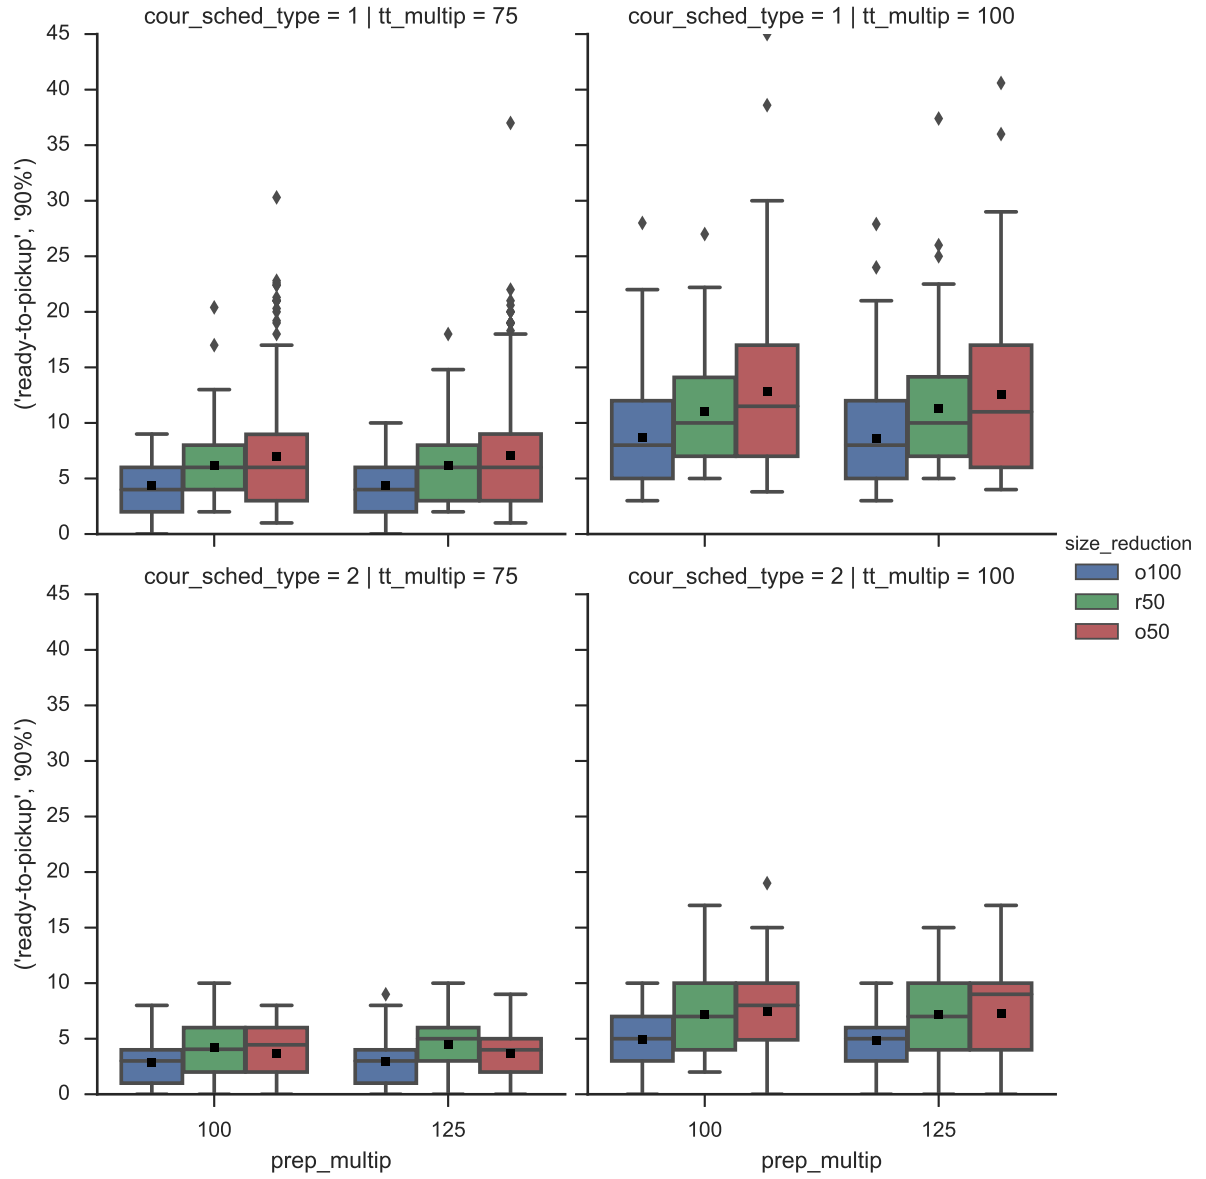 cour_sched_type = 1 | tt_multip = 75
cour_sched_type = 1 | tt_multip = 100
45
40
35
30
25
20
15
10
5
0
('ready-to-pickup', '90%')
cour_sched_type = 2 | tt_multip = 75
cour_sched_type = 2 | tt_multip = 100
45
40
35
30
25
20
15
10
5
0
('ready-to-pickup', '90%')
100
125
100
125
prep_multip
prep_multip
size_reduction
o100
r50
o50